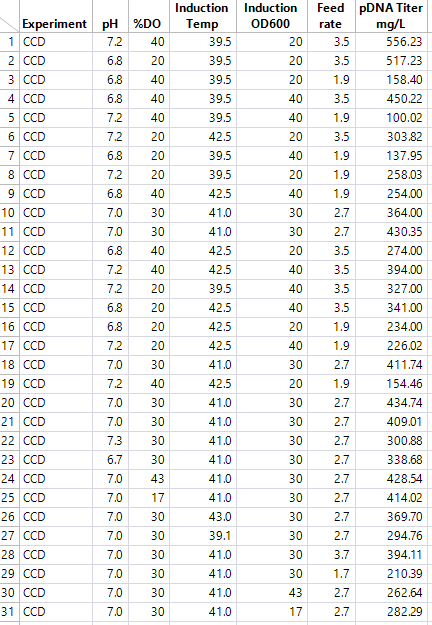 Induction Induction Feed pDNA Titer
Experiment pH %DO Temp OD600 rate mg/L
1 CCD 7.2 40 39.5 20 3.5 556.23
2 CCD 6.8 20 39.5 20 3.5 517.23
3 CCD 6.8 40 39.5 20 1.9 158.40
4 CCD 6.8 40 39.5 40 3.5 450.22
5 CCD 7.2 40 39.5 40 1.9 100.02
6 CCD 7.2 20 42.5 20 3.5 303.82
7 CCD 6.8 20 39.5 40 1.9 137.95
8 CCD 7.2 20 39.5 20 1.9 258.03
9 CCD 6.8 40 42.5 40 1.9 254.00
10 CCD 7.0 30 41.0 30 2.7 364.00
11 CCD 7.0 30 41.0 30 2.7 430.35
12 CCD 6.8 40 42.5 20 3.5 274.00
13 CCD 7.2 40 42.5 40 3.5 394.00
14 CCD 7.2 20 39.5 40 3.5 327.00
15 CCD 6.8 20 42.5 40 3.5 341.00
16 CCD 6.8 20 42.5 20 1.9 234.00
17 CCD 7.2 20 42.5 40 1.9 226.02
18 CCD 7.0 30 41.0 30 2.7 411.74
19 CCD 7.2 40 42.5 20 1.9 154.46
20 CCD 7.0 30 41.0 30 2.7 434.74
21 CCD 7.0 30 41.0 30 2.7 409.01
22 CCD 7.3 30 41.0 30 2.7 300.88
23 CCD 6.7 30 41.0 30 2.7 338.68
24 CCD 7.0 43 41.0 30 2.7 428.54
25 CCD 7.0 17 41.0 30 2.7 414.02
26 CCD 7.0 30 43.0 30 2.7 369.70
27 CCD 7.0 30 39.1 30 2.7 294.76
28 CCD 7.0 30 41.0 30 3.7 394.11
29 CCD 7.0 30 41.0 30 1.7 210.39
30 CCD 7.0 30 41.0 43 2.7 262.64
31 CCD 7.0 30 41.0 17 2.7 282.29